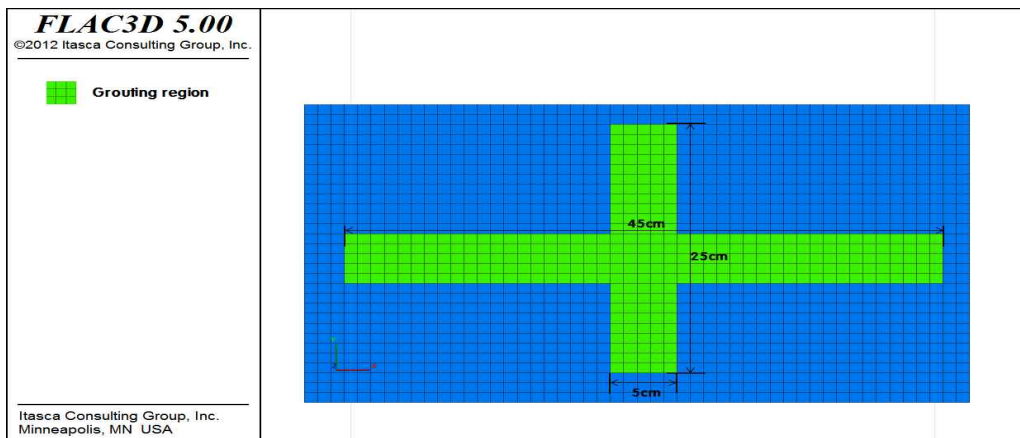 FLAC3D 5.00
©2012 Itasca Consulting Group, Inc.
Grouting region
45cm
25cm
5cm
Itasca Consulting Group, Inc.
Minneapolis, MN USA